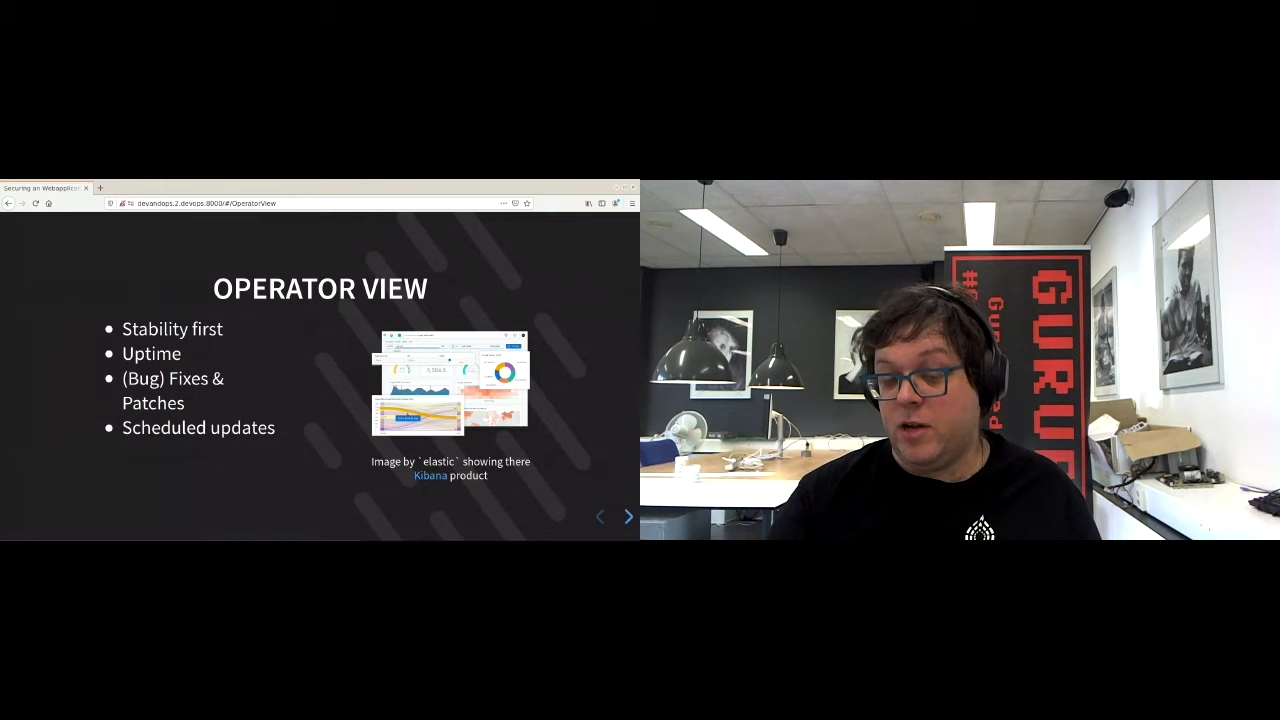 Securing an Webapplicat
devandops.2.devops:8000/#/OperatorView
OPERATOR VIEW
Stability first
Uptime
(Bug) Fixes &
Patches
Scheduled updates
Image by `elastic` showing there
Kibana product
GURU